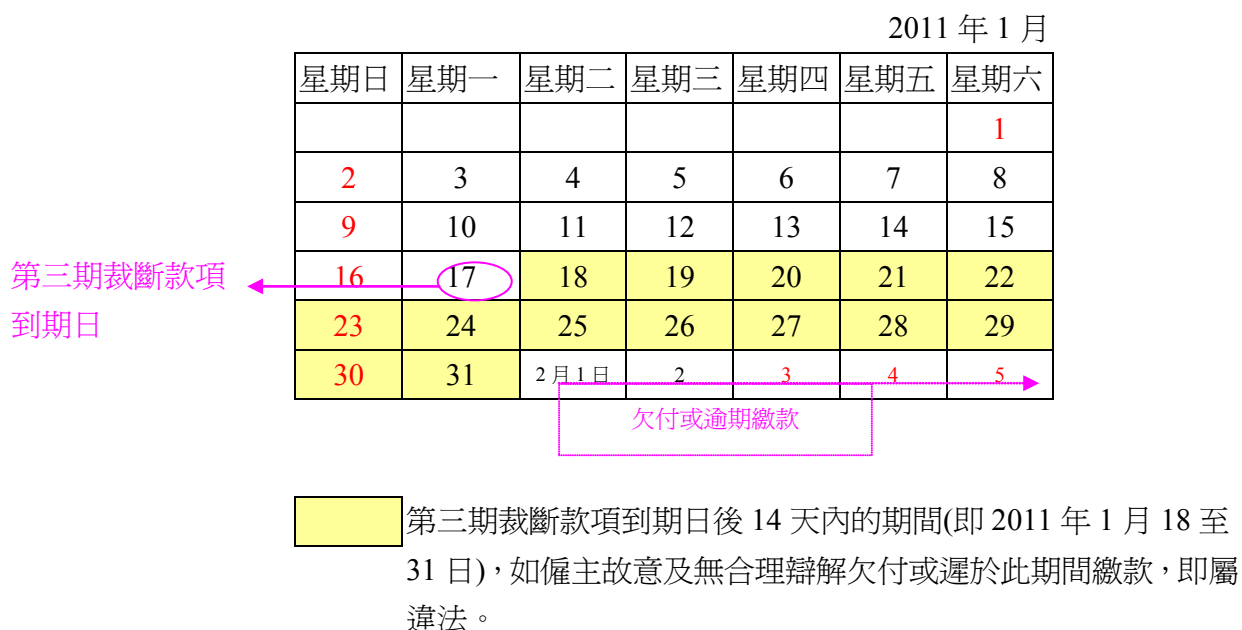 2011 年 1 月
星期日 星期一 星期二 星期三 星期四 星期五 星期六
1
2 3 4 5 6 7 8
9 10 11 12 13 14 15
第三期裁斷款項
到期日
16 17 18 19 20 21 22
23 24 25 26 27 28 29
30 31 2 月 1 日 2 3 4 5
欠付或逾期繳款
第三期裁斷款項到期日後 14 天內的期間(即 2011 年 1 月 18 至
31 日)，如僱主故意及無合理辯解欠付或遲於此期間繳款，即屬
違法。